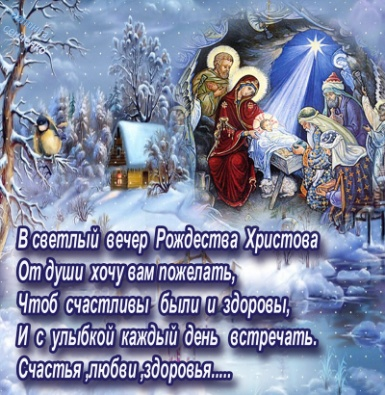 В светлый вечер Рождества Христова
От души хочу вам пожелать,
Чтоб счастливы были и здоровы,
И с улыбкой каждый день встречать.
Счастья ,любви ,здоровья.....